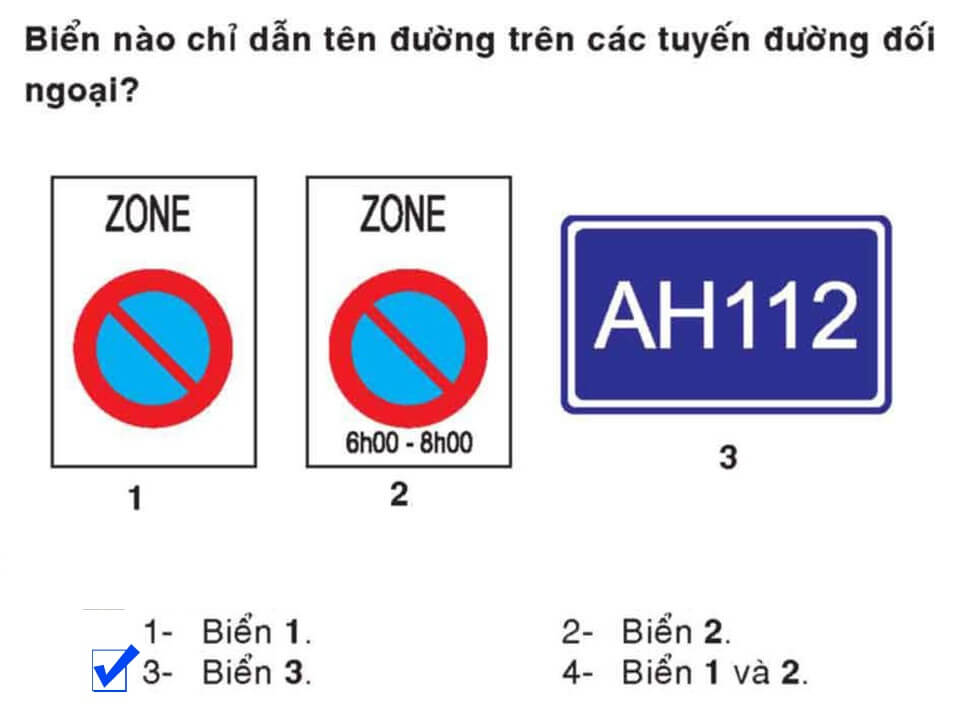 Biển nào chỉ dẫn tên đường trên các tuyến đường đối
ngoại?
ZONE
ZONE
AH112
6h00 - 8h00
1
2
3
1- Biển 1.
2- Biển 2.
3- Biển 3.
4- Biển 1 và 2.